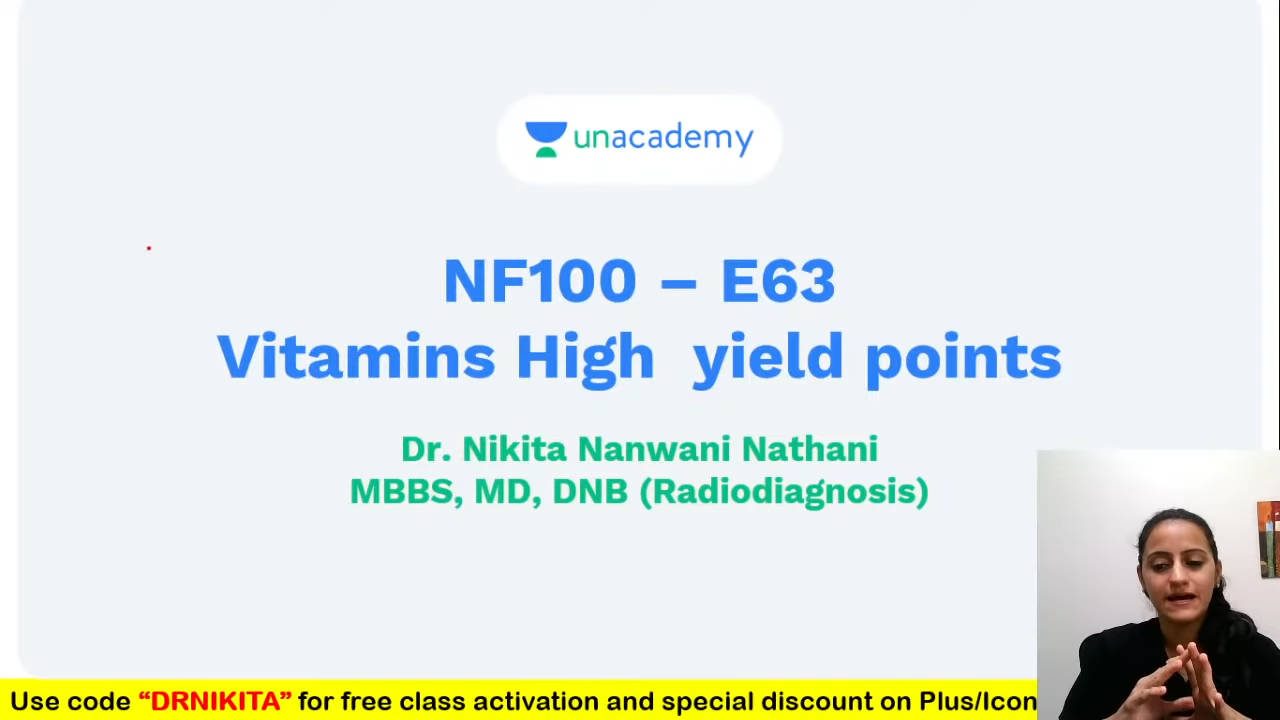 unacademy
NF100 – E63
Vitamins High yield points
Dr. Nikita Nanwani Nathani
MBBS, MD, DNB (Radiodiagnosis)
Use code “DRNIKITA” for free class activation and special discount on Plus/Icon